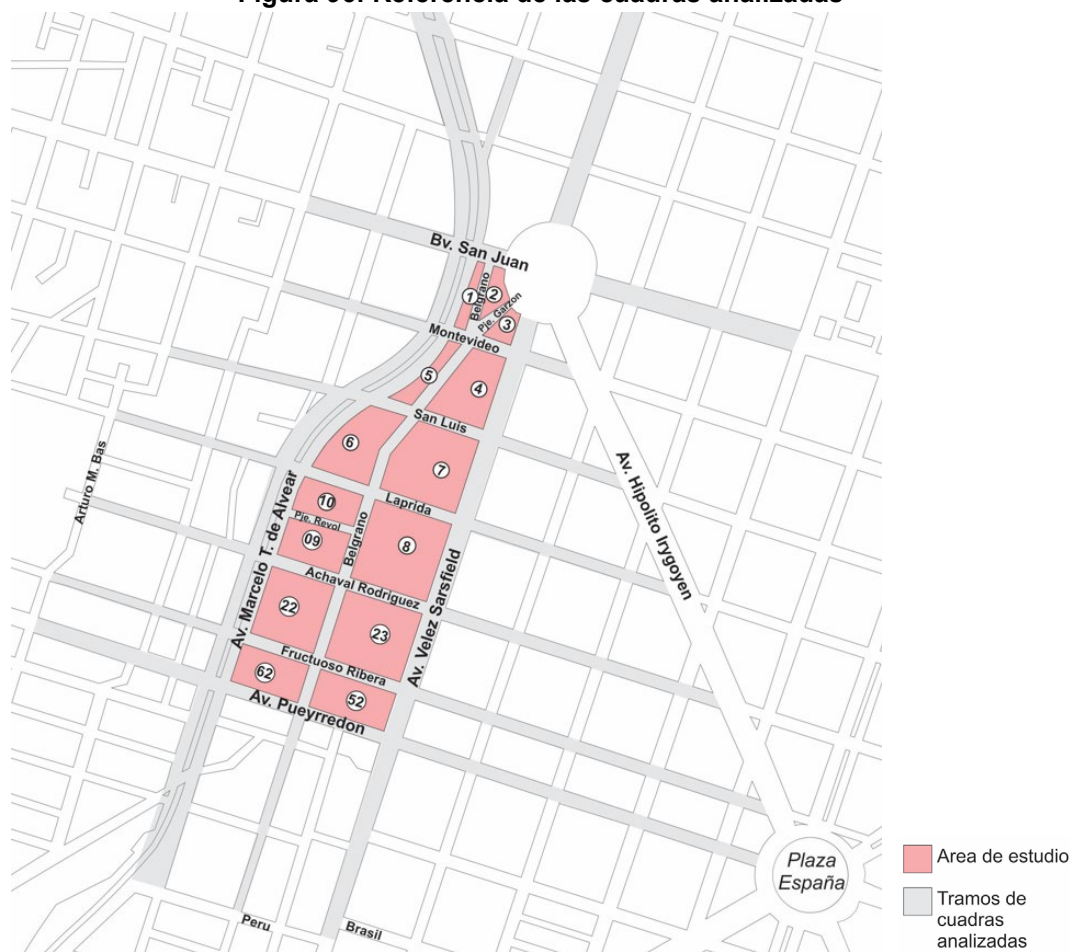 Bv. San Juan
1
Belgrano
2
Pje. Garzon
3
Montevideo
5
4
San Luis
6
7
Av. Hipolito Irygoyen
Arturo M. Bas
Av. Marcelo T. de Alvear
10
Laprida
Pje. Revol
09
Belgrano
8
Achaval Rodriguez
Av. Velez Sarsfield
22
23
Fructuoso Ribera
62
52
Av. Pueyrredon
Plaza
España
Peru
Brasil
Area de estudio
Tramos de
cuadras
analizadas